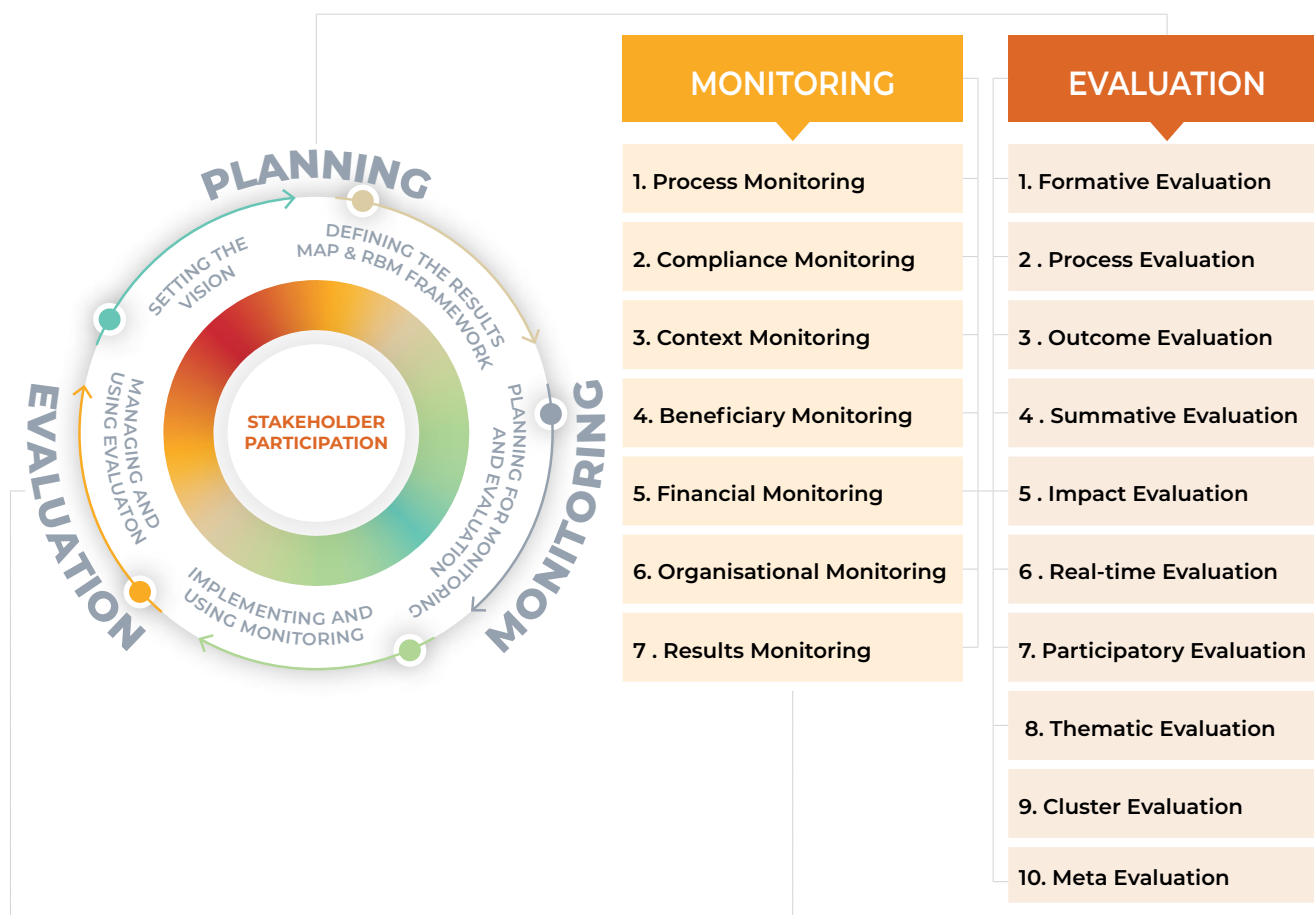 PLANNING
SETTING THE
VISION
DEFINING THE RESULTS
MAP & RBM FRAMEWORK
MONITORING
PLANNING FOR MONITORING
AND EVALUATION
IMPLEMENTING AND
USING MONITORING
EVALUATION
MANAGING AND
USING EVALUATON
STAKEHOLDER
PARTICIPATION
MONITORING
1. Process Monitoring
2. Compliance Monitoring
3. Context Monitoring
4. Beneficiary Monitoring
5. Financial Monitoring
6. Organisational Monitoring
7 . Results Monitoring
EVALUATION
1. Formative Evaluation
2 . Process Evaluation
3 . Outcome Evaluation
4 . Summative Evaluation
5 . Impact Evaluation
6 . Real-time Evaluation
7. Participatory Evaluation
8. Thematic Evaluation
9. Cluster Evaluation
10. Meta Evaluation